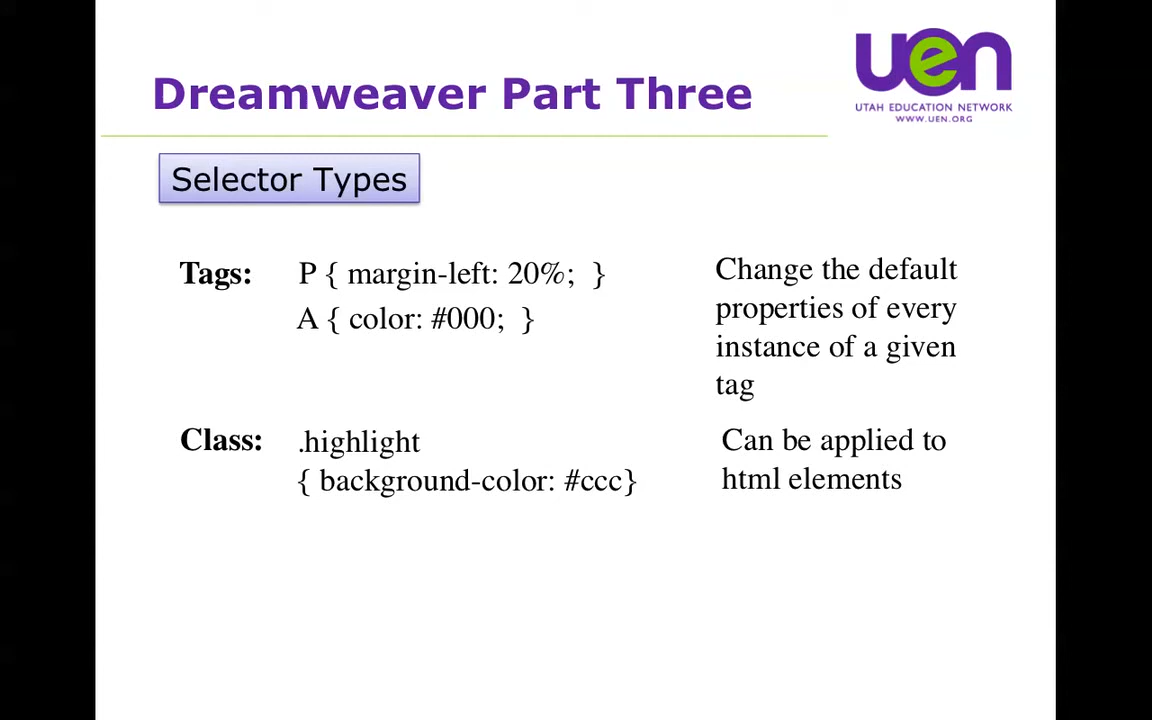 Dreamweaver Part Three
uen
UTAH EDUCATION NETWORK
WWW.UEN.ORG
Selector Types
Tags: P { margin-left: 20%;  }
A { color: #000;  }
Change the default
properties of every
instance of a given
tag
Class: .highlight
{ background-color: #ccc}
Can be applied to
html elements